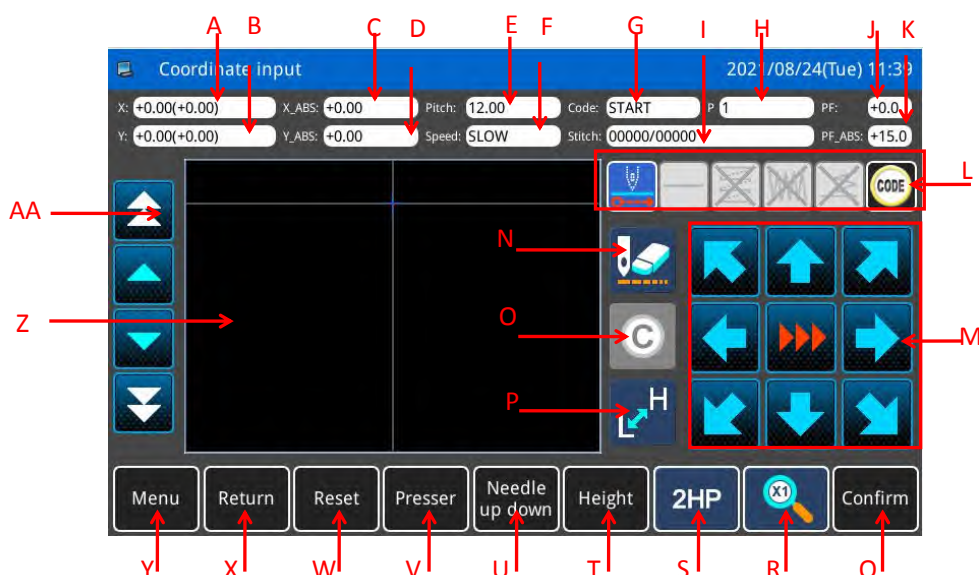 A B C D E F G I H J K
Coordinate input 2021/08/24(Tue) 11:39
X: +0.00(+0.00) X_ABS: +0.00 Pitch: 12.00 Code: START P 1 PF: +0.0
Y: +0.00(+0.00) Y_ABS: +0.00 Speed: SLOW Stitch: 00000/00000 PF_ABS: +15.0
CODE L
AA
N
Z O C M
P L H
Menu Return Reset Presser Needle up down Height 2HP X1 Confirm
Y X W V U T S R Q